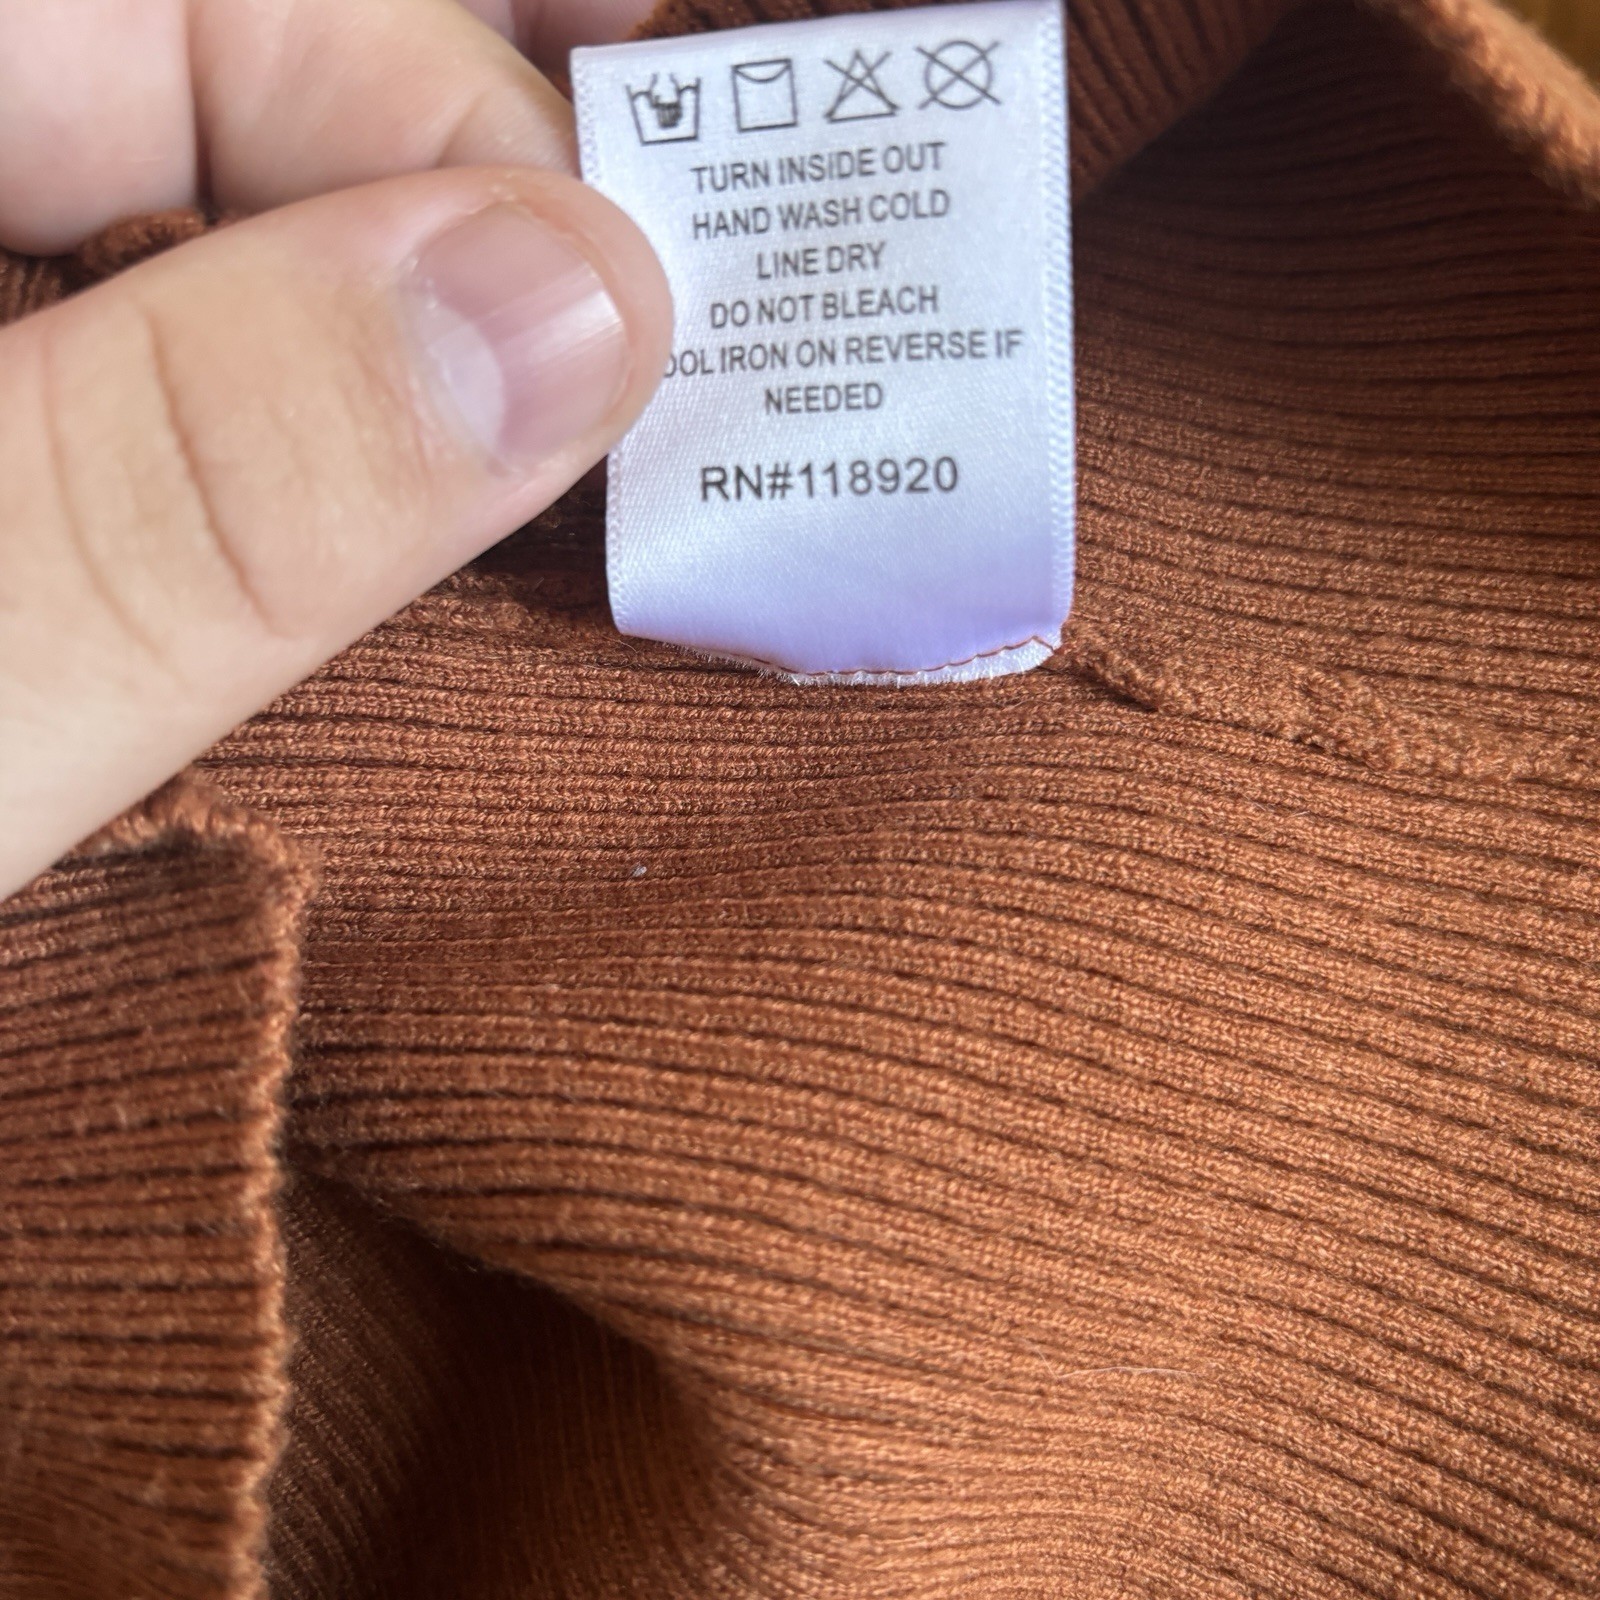 TURN INSIDE OUT
HAND WASH COLD
LINE DRY
DO NOT BLEACH
OOL IRON ON REVERSE IF
NEEDED
RN#118920